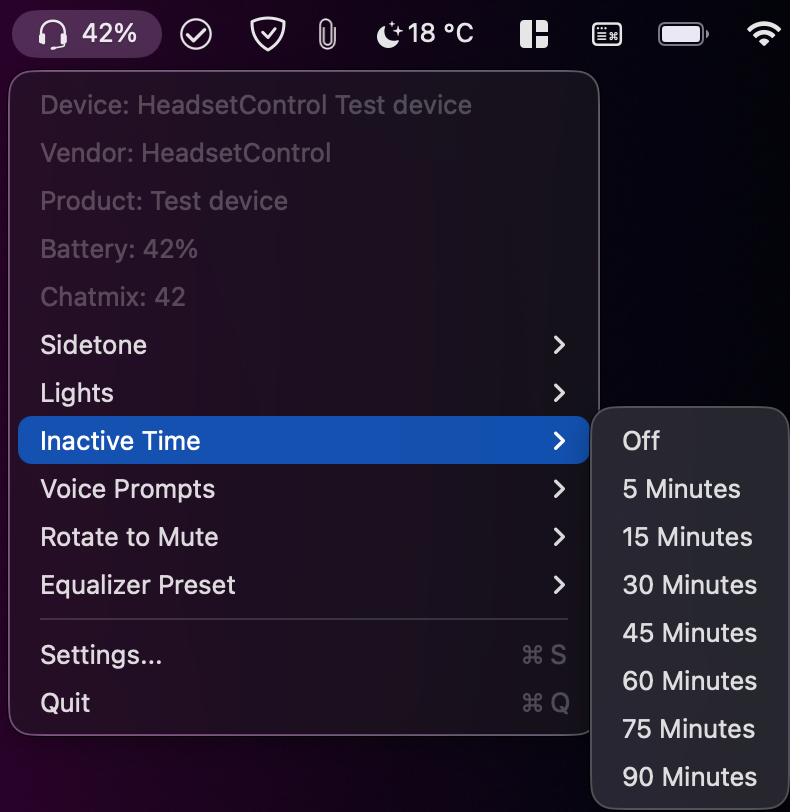 42%
18 °C
Device: HeadsetControl Test device
Vendor: HeadsetControl
Product: Test device
Battery: 42%
Chatmix: 42
Sidetone
Lights
Inactive Time
Voice Prompts
Rotate to Mute
Equalizer Preset
Settings...
⌘ S
Quit
⌘ Q
Off
5 Minutes
15 Minutes
30 Minutes
45 Minutes
60 Minutes
75 Minutes
90 Minutes